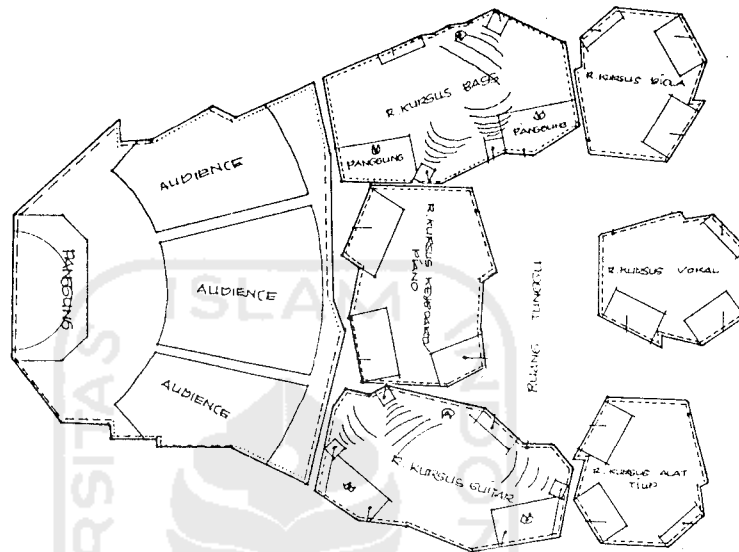 R. KURSUS BASS
R. KURSUS BIOLA
PANGGUNG
PANGGUNG
AUDIENCE
PANGGUNG
AUDIENCE
AUDIENCE
R. KURSUS KEYBOARD
PIANO
RUANG TUNGGU
R. KURSUS VOKAL
R. KURSUS GUITAR
R. KURSUS ALAT
TIUP
ISLAM